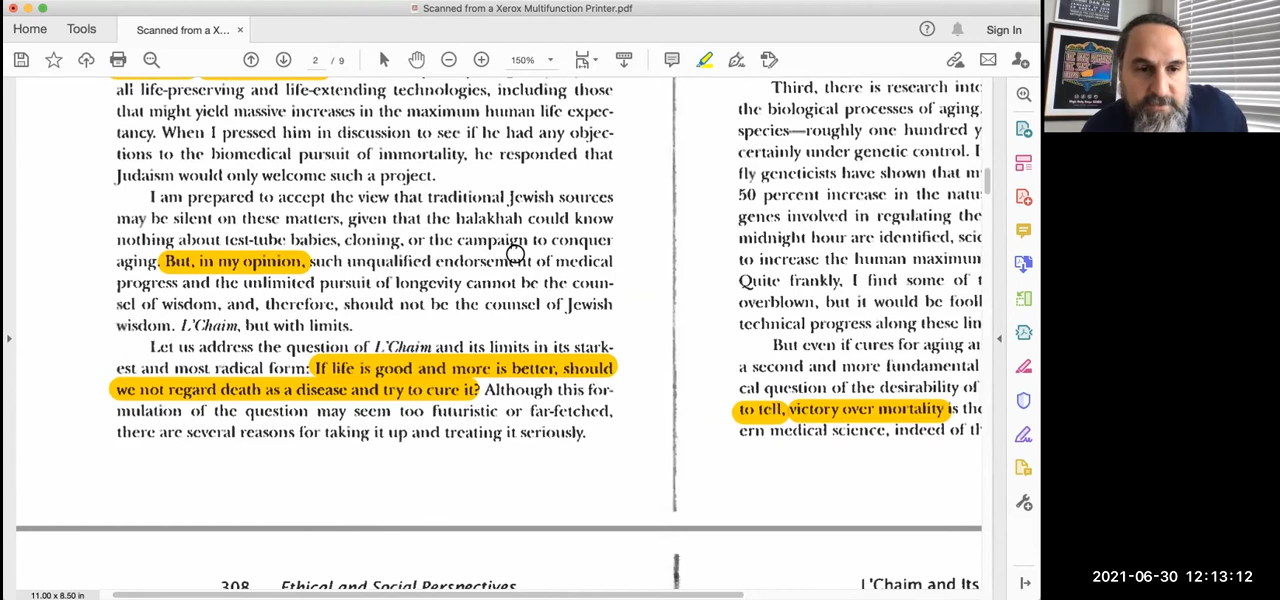 Scanned from a Xerox Multifunction Printer.pdf
Home Tools Scanned from a X... × Sign In
2 / 9 150%
all life-preserving and life-extending technologies, including those
that might yield massive increases in the maximum human life expec-
tancy. When I pressed him in discussion to see if he had any objec-
tions to the biomedical pursuit of immortality, he responded that
Judaism would only welcome such a project.
I am prepared to accept the view that traditional Jewish sources
may be silent on these matters, given that the halakhah could know
nothing about test-tube babies, cloning, or the campaign to conquer
aging. But, in my opinion, such unqualified endorsement of medical
progress and the unlimited pursuit of longevity cannot be the coun-
sel of wisdom, and, therefore, should not be the counsel of Jewish
wisdom. L'Chaim, but with limits.
Let us address the question of L'Chaim and its limits in its stark-
est and most radical form: If life is good and more is better, should
we not regard death as a disease and try to cure it? Although this for-
mulation of the question may seem too futuristic or far-fetched,
there are several reasons for taking it up and treating it seriously.
308 Ethical and Social Perspectives
Third, there is research into
the biological processes of aging.
species—roughly one hundred y
certainly under genetic control. I
fly geneticists have shown that m
50 percent increase in the natu
genes involved in regulating the
midnight hour are identified, scie
to increase the human maximum
Quite frankly, I find some of t
overblown, but it would be fool
technical progress along these lin
But even if cures for aging an
a second and more fundamental
cal question of the desirability of
to tell, victory over mortality is the
ern medical science, indeed of th
L'Chaim and Its
11.00 x 8.50 in
2021-06-30 12:13:12